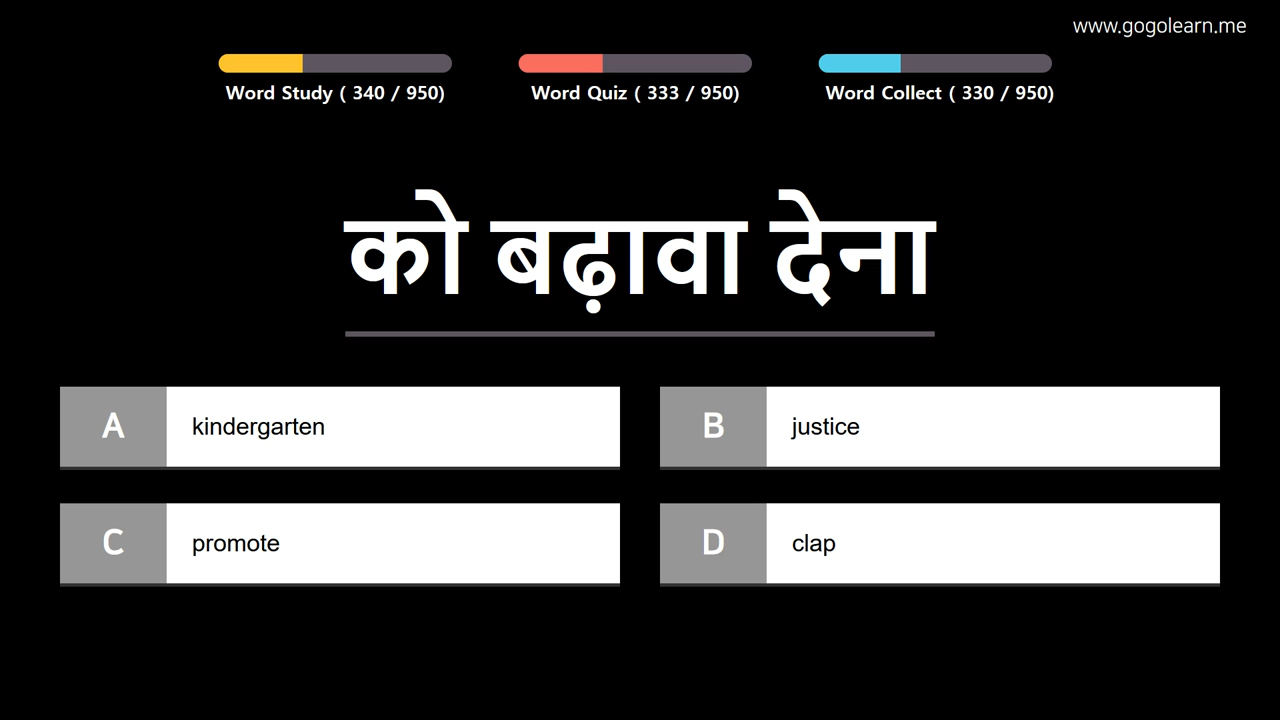 www.gogolearn.me
Word Study ( 340 / 950)
Word Quiz ( 333 / 950)
Word Collect ( 330 / 950)
को बढ़ावा देना
A kindergarten
B justice
C promote
D clap